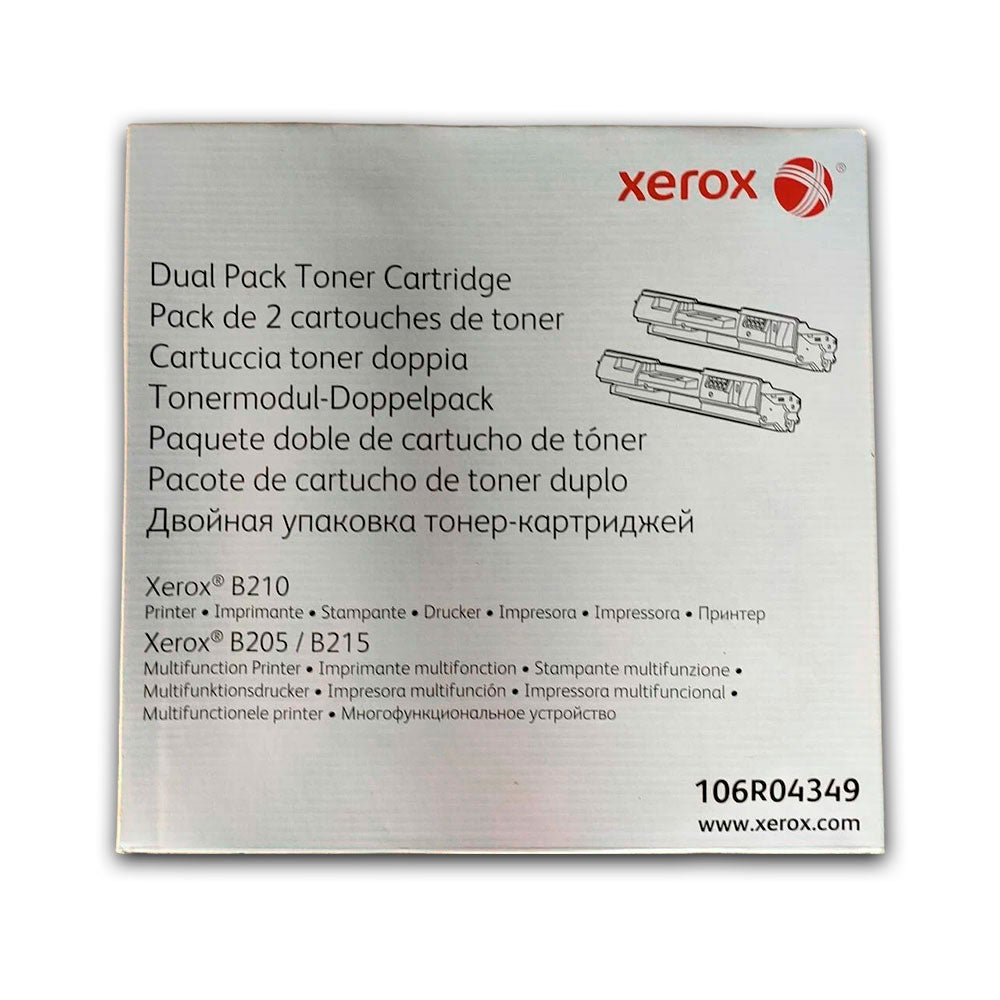 xerox ®
Dual Pack Toner Cartridge
Pack de 2 cartouches de toner
Cartuccia toner doppia
Tonermodul-Doppelpack
Paquete doble de cartucho de tóner
Pacote de cartucho de toner duplo
Двойная упаковка тонер-картриджей
Xerox® B210
Printer • Imprimante • Stampante • Drucker • Impresora • Impressora • Принтер
Xerox® B205 / B215
Multifunction Printer • Imprimante multifonction • Stampante multifunzione •
Multifunktionsdrucker • Impresora multifunción • Impressora multifuncional •
Multifunctionele printer • Многофункциональное устройство
106R04349
www.xerox.com